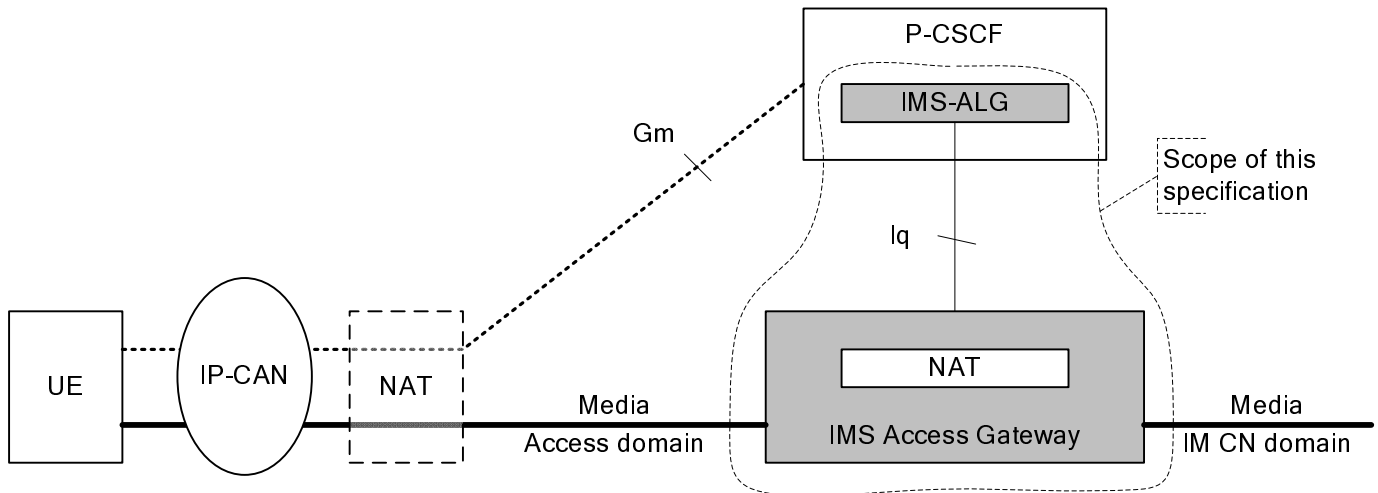 P-CSCF
IMS-ALG
Gm
Scope of this
specification
Iq
UE
IP-CAN
NAT
NAT
Media
Access domain
IMS Access Gateway
Media
IM CN domain